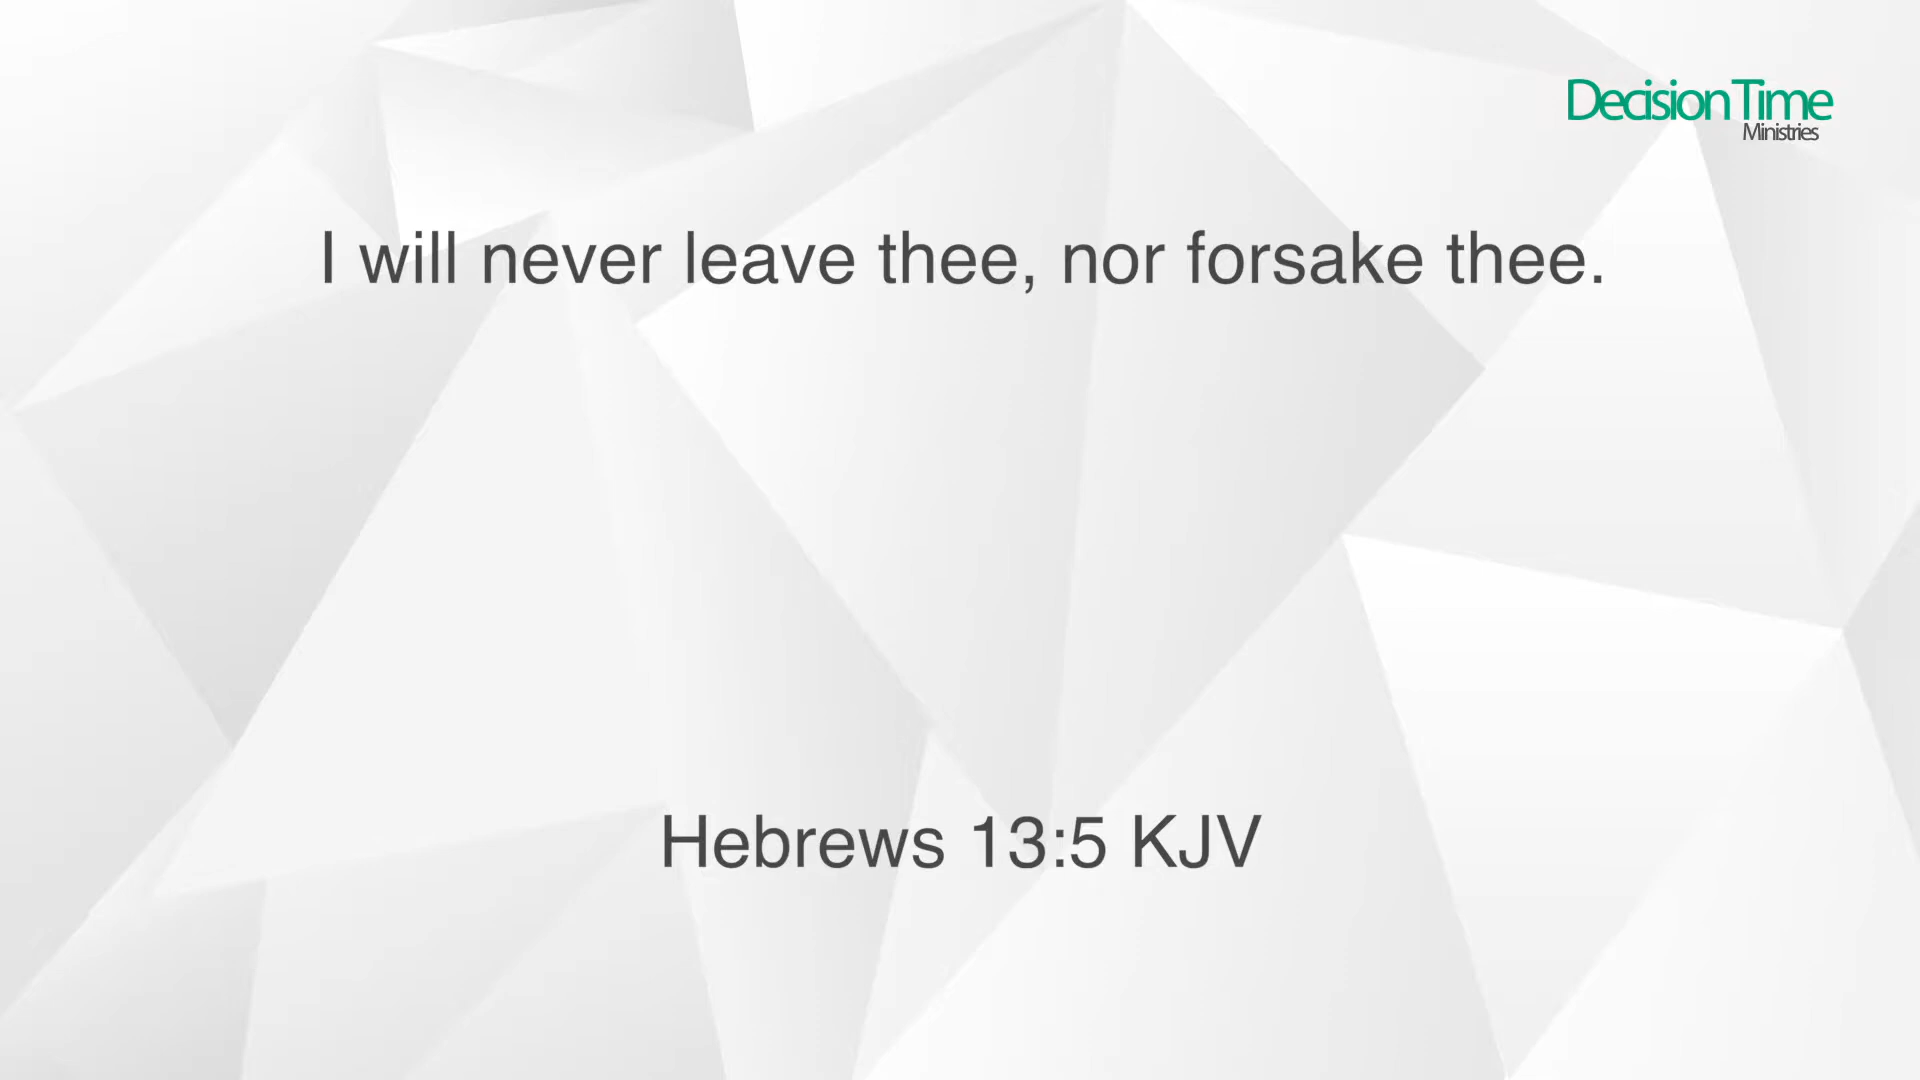 Decision Time
Ministries
I will never leave thee, nor forsake thee.
Hebrews 13:5 KJV